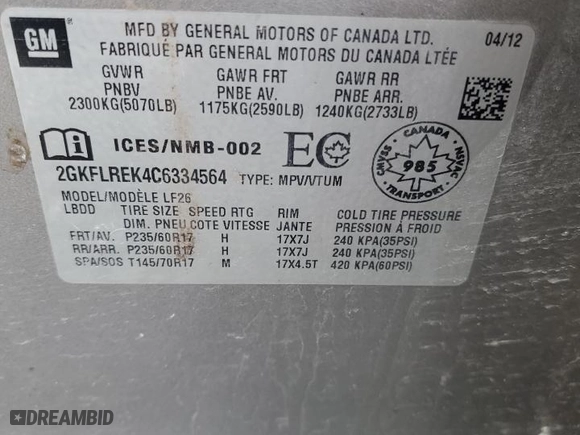 GM
MFD BY GENERAL MOTORS OF CANADA LTD. 04/12
FABRIQUÉ PAR GENERAL MOTORS DU CANADA LTÉE
GVWR GAWR FRT GAWR RR
PNBV PNBE AV. PNBE ARR.
2300KG(5070LB) 1175KG(2590LB) 1240KG(2733LB)
ICES/NMB-002 EC
CANADA
CMVSS 985 NSVAC
TRANSPORT
2GKFLREK4C6334564 TYPE: MPV/VTUM
MODEL/MODÈLE LF26
LBDD TIRE SIZE SPEED RTG RIM COLD TIRE PRESSURE
DIM. PNEU COTE VITESSE JANTE PRESSION À FROID
FRT/AV. P235/60R17 H 17X7J 240 KPA(35PSI)
RR/ARR. P235/60R17 H 17X7J 240 KPA(35PSI)
SPA/SOS T145/70R17 M 17X4.5T 420 KPA(60PSI)
DREAMBID